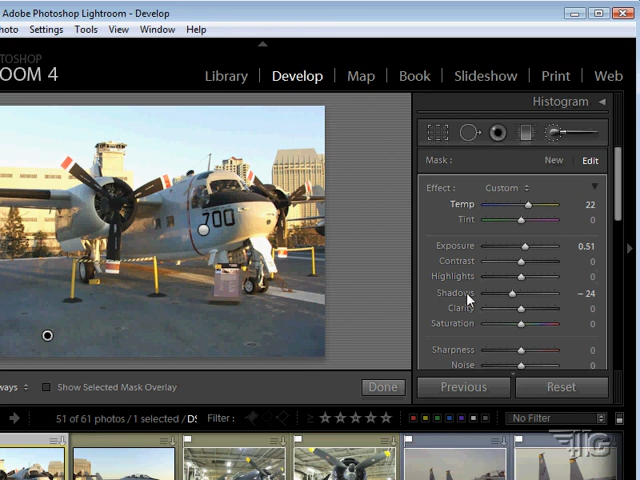 Adobe Photoshop Lightroom - Develop
hoto Settings Tools View Window Help
TOSHOP
OOM 4
Library | Develop | Map | Book | Slideshow | Print | Web
Histogram
Mask : New Edit
Effect : Custom
Temp 22
Tint 0
Exposure 0.51
Contrast 0
Highlights 0
Shadows - 24
Clarity 0
Saturation 0
Sharpness 0
Noise 0
700
ways Show Selected Mask Overlay Done
Previous Reset
51 of 61 photos / 1 selected / DS Filter : No Filter
TG